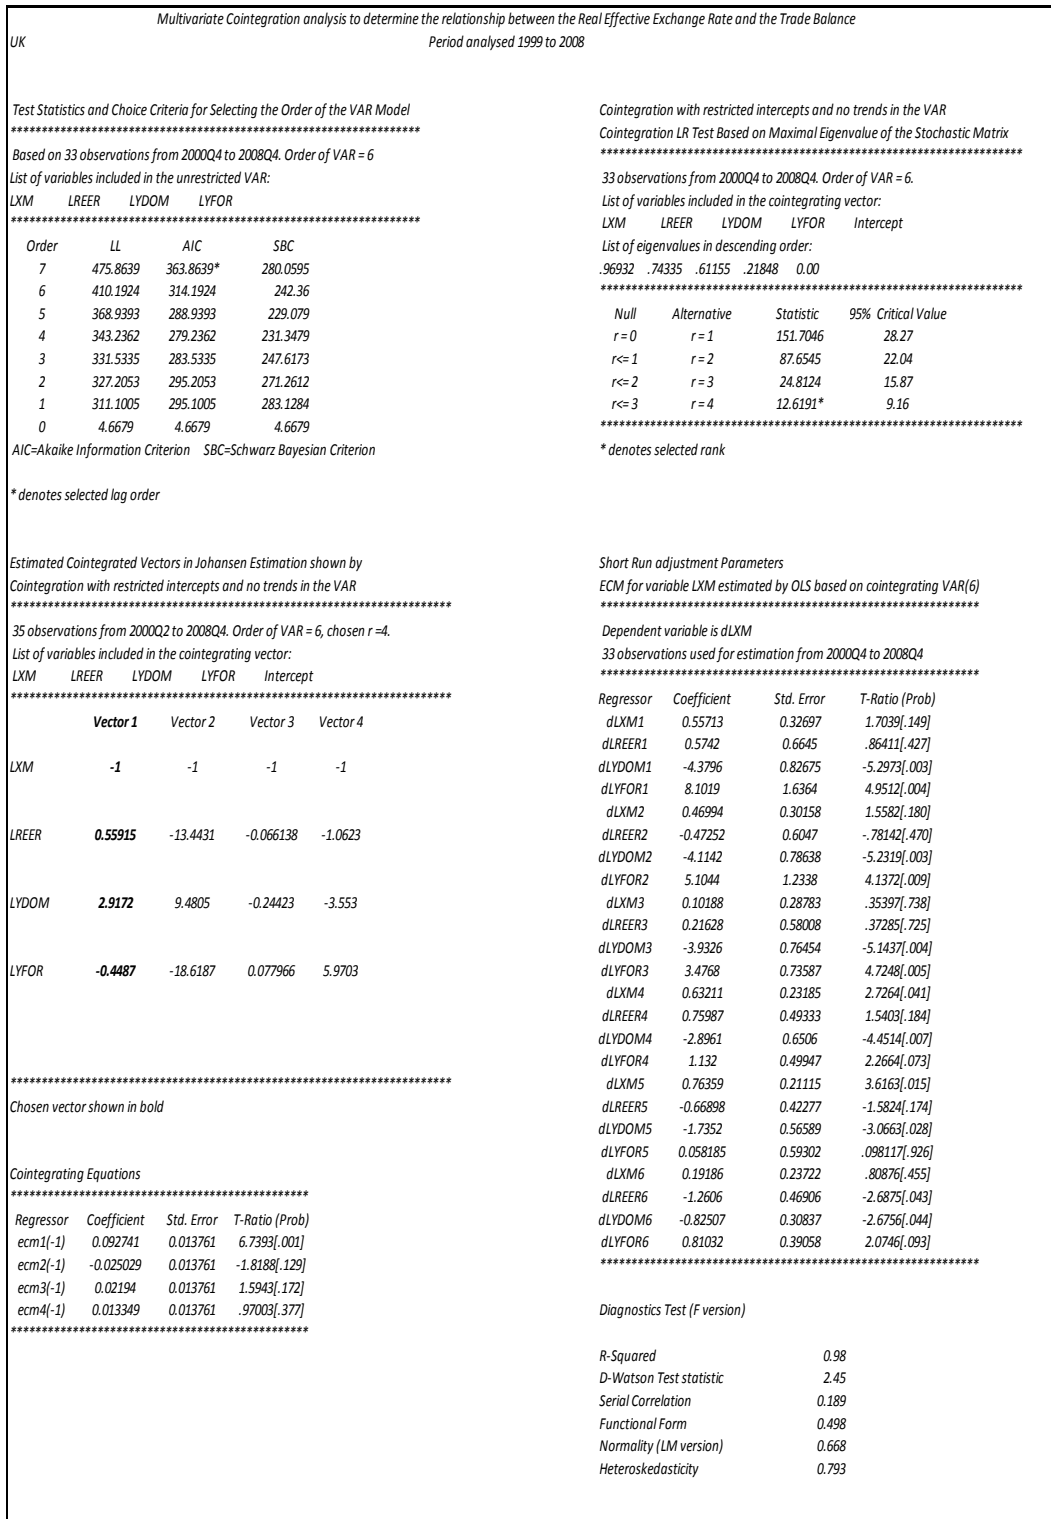 Multivariate Cointegration analysis to determine the relationship between the Real Effective Exchange Rate and the Trade Balance
UK Period analysed 1999 to 2008
Test Statistics and Choice Criteria for Selecting the Order of the VAR Model
******************************************************************
Based on 33 observations from 2000Q4 to 2008Q4. Order of VAR = 6
List of variables included in the unrestricted VAR:
LXM LREER LYDOM LYFOR
******************************************************************
Order LL AIC SBC
7 475.8639 363.8639* 280.0595
6 410.1924 314.1924 242.36
5 368.9393 288.9393 229.079
4 343.2362 279.2362 231.3479
3 331.5335 283.5335 247.6173
2 327.2053 295.2053 271.2612
1 311.1005 295.1005 283.1284
0 4.6679 4.6679 4.6679
AIC=Akaike Information Criterion SBC=Schwarz Bayesian Criterion
* denotes selected lag order
Cointegration with restricted intercepts and no trends in the VAR
Cointegration LR Test Based on Maximal Eigenvalue of the Stochastic Matrix
********************************************************************
33 observations from 2000Q4 to 2008Q4. Order of VAR = 6.
List of variables included in the cointegrating vector:
LXM LREER LYDOM LYFOR Intercept
List of eigenvalues in descending order:
.96932 .74335 .61155 .21848 0.00
********************************************************************
Null Alternative Statistic 95% Critical Value
r = 0 r = 1 151.7046 28.27
r<= 1 r = 2 87.6545 22.04
r<= 2 r = 3 24.8124 15.87
r<= 3 r = 4 12.6191* 9.16
********************************************************************
* denotes selected rank
Estimated Cointegrated Vectors in Johansen Estimation shown by
Cointegration with restricted intercepts and no trends in the VAR
***********************************************************************
35 observations from 2000Q2 to 2008Q4. Order of VAR = 6, chosen r =4.
List of variables included in the cointegrating vector:
LXM LREER LYDOM LYFOR Intercept
***********************************************************************
Vector 1 Vector 2 Vector 3 Vector 4
LXM -1 -1 -1 -1
LREER 0.55915 -13.4431 -0.066138 -1.0623
LYDOM 2.9172 9.4805 -0.24423 -3.553
LYFOR -0.4487 -18.6187 0.077966 5.9703
***********************************************************************
Chosen vector shown in bold
Cointegrating Equations
************************************************
Regressor Coefficient Std. Error T-Ratio (Prob)
ecm1(-1) 0.092741 0.013761 6.7393[.001]
ecm2(-1) -0.025029 0.013761 -1.8188[.129]
ecm3(-1) 0.02194 0.013761 1.5943[.172]
ecm4(-1) 0.013349 0.013761 .97003[.377]
************************************************
Short Run adjustment Parameters
ECM for variable LXM estimated by OLS based on cointegrating VAR(6)
*************************************************************
Dependent variable is dLXM
33 observations used for estimation from 2000Q4 to 2008Q4
*************************************************************
Regressor Coefficient Std. Error T-Ratio (Prob)
dLXM1 0.55713 0.32697 1.7039[.149]
dLREER1 0.5742 0.6645 .86411[.427]
dLYDOM1 -4.3796 0.82675 -5.2973[.003]
dLYFOR1 8.1019 1.6364 4.9512[.004]
dLXM2 0.46994 0.30158 1.5582[.180]
dLREER2 -0.47252 0.6047 -.78142[.470]
dLYDOM2 -4.1142 0.78638 -5.2319[.003]
dLYFOR2 5.1044 1.2338 4.1372[.009]
dLXM3 0.10188 0.28783 .35397[.738]
dLREER3 0.21628 0.58008 .37285[.725]
dLYDOM3 -3.9326 0.76454 -5.1437[.004]
dLYFOR3 3.4768 0.73587 4.7248[.005]
dLXM4 0.63211 0.23185 2.7264[.041]
dLREER4 0.75987 0.49333 1.5403[.184]
dLYDOM4 -2.8961 0.6506 -4.4514[.007]
dLYFOR4 1.132 0.49947 2.2664[.073]
dLXM5 0.76359 0.21115 3.6163[.015]
dLREER5 -0.66898 0.42277 -1.5824[.174]
dLYDOM5 -1.7352 0.56589 -3.0663[.028]
dLYFOR5 0.058185 0.59302 .098117[.926]
dLXM6 0.19186 0.23722 .80876[.455]
dLREER6 -1.2606 0.46906 -2.6875[.043]
dLYDOM6 -0.82507 0.30837 -2.6756[.044]
dLYFOR6 0.81032 0.39058 2.0746[.093]
*************************************************************
Diagnostics Test (F version)
R-Squared 0.98
D-Watson Test statistic 2.45
Serial Correlation 0.189
Functional Form 0.498
Normality (LM version) 0.668
Heteroskedasticity 0.793